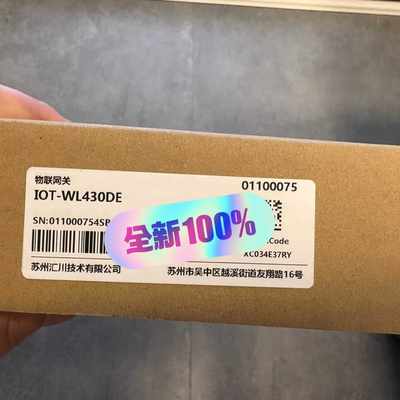 物联网关
IOT-WL430DE
01100075
SN:0110007545
全新100%
Code
XC034E37RY
苏州汇川技术有限公司
苏州市吴中区越溪街道友翔路16号